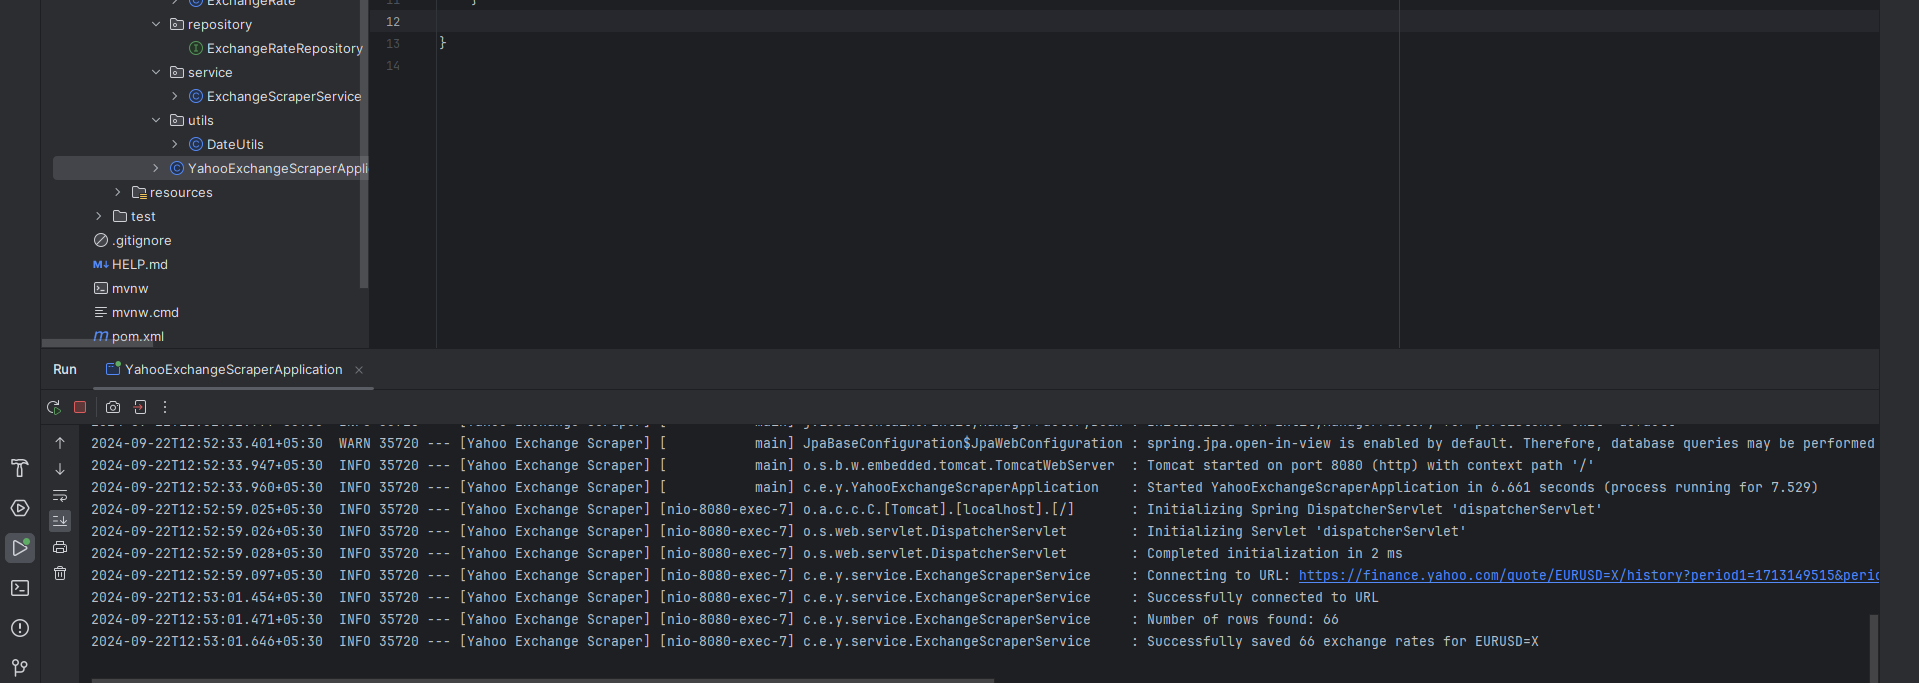 ExchangeRate
repository
ExchangeRateRepository
service
ExchangeScraperService
utils
DateUtils
YahooExchangeScraperAppli
resources
test
.gitignore
M↓ HELP.md
mvnw
mvnw.cmd
m pom.xml
11
12
13 }
14
Run YahooExchangeScraperApplication
2024-09-22T12:52:33.401+05:30  WARN 35720 --- [Yahoo Exchange Scraper] [           main] JpaBaseConfiguration$JpaWebConfiguration : spring.jpa.open-in-view is enabled by default. Therefore, database queries may be performed
2024-09-22T12:52:33.947+05:30  INFO 35720 --- [Yahoo Exchange Scraper] [           main] o.s.b.w.embedded.tomcat.TomcatWebServer  : Tomcat started on port 8080 (http) with context path '/'
2024-09-22T12:52:33.960+05:30  INFO 35720 --- [Yahoo Exchange Scraper] [           main] c.e.y.YahooExchangeScraperApplication    : Started YahooExchangeScraperApplication in 6.661 seconds (process running for 7.529)
2024-09-22T12:52:59.025+05:30  INFO 35720 --- [Yahoo Exchange Scraper] [nio-8080-exec-7] o.a.c.c.C.[Tomcat].[localhost].[/]       : Initializing Spring DispatcherServlet 'dispatcherServlet'
2024-09-22T12:52:59.026+05:30  INFO 35720 --- [Yahoo Exchange Scraper] [nio-8080-exec-7] o.s.web.servlet.DispatcherServlet        : Initializing Servlet 'dispatcherServlet'
2024-09-22T12:52:59.028+05:30  INFO 35720 --- [Yahoo Exchange Scraper] [nio-8080-exec-7] o.s.web.servlet.DispatcherServlet        : Completed initialization in 2 ms
2024-09-22T12:52:59.097+05:30  INFO 35720 --- [Yahoo Exchange Scraper] [nio-8080-exec-7] c.e.y.service.ExchangeScraperService     : Connecting to URL: https://finance.yahoo.com/quote/EURUSD=X/history?period1=1713149515&perio
2024-09-22T12:53:01.454+05:30  INFO 35720 --- [Yahoo Exchange Scraper] [nio-8080-exec-7] c.e.y.service.ExchangeScraperService     : Successfully connected to URL
2024-09-22T12:53:01.471+05:30  INFO 35720 --- [Yahoo Exchange Scraper] [nio-8080-exec-7] c.e.y.service.ExchangeScraperService     : Number of rows found: 66
2024-09-22T12:53:01.646+05:30  INFO 35720 --- [Yahoo Exchange Scraper] [nio-8080-exec-7] c.e.y.service.ExchangeScraperService     : Successfully saved 66 exchange rates for EURUSD=X